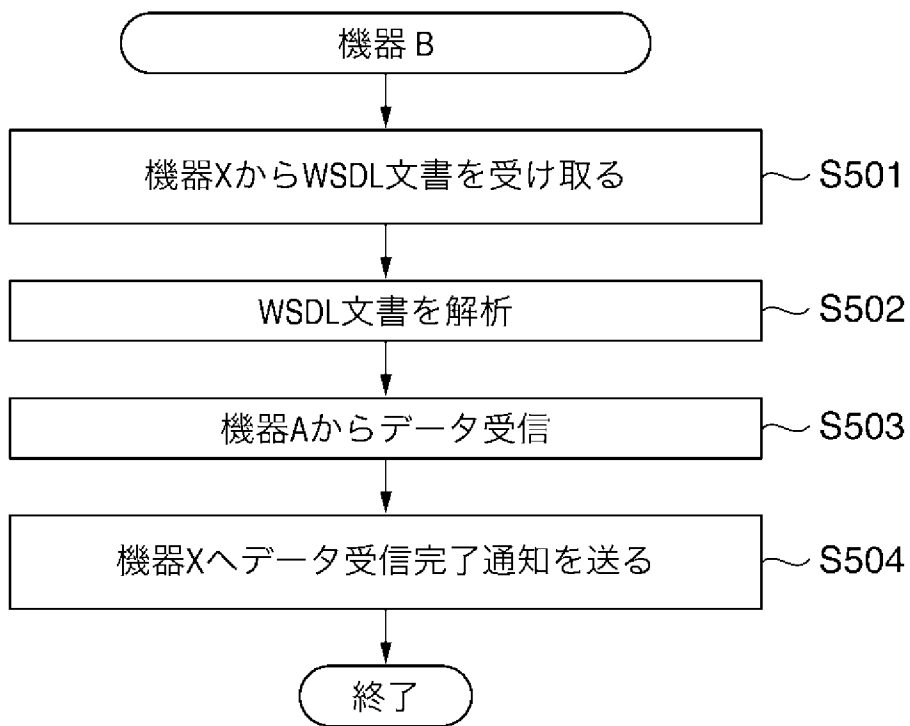 機器 B
機器XからWSDL文書を受け取る
S501
WSDL文書を解析
S502
機器Aからデータ受信
S503
機器Xへデータ受信完了通知を送る
S504
終了